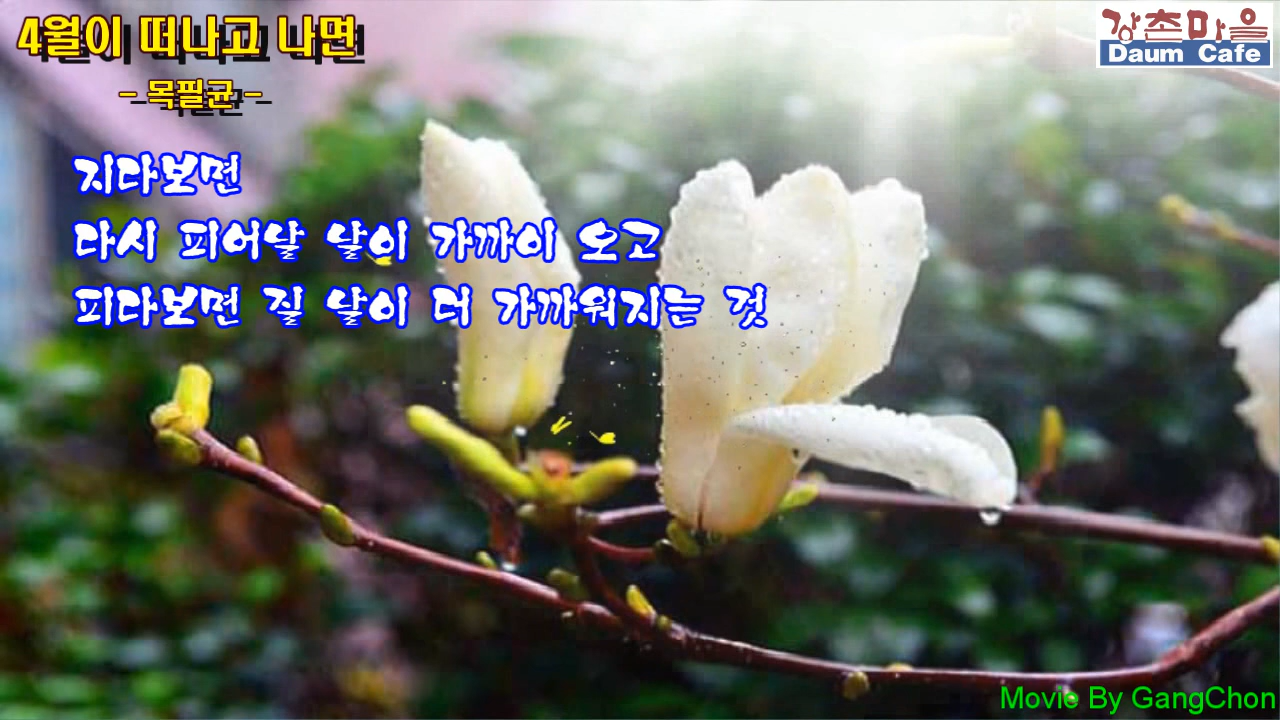 4월이 떠나고 나면
- 목필균 -
강촌마을
Daum Cafe
지다보면
다시 피어날 날이 가까이 오고
피다보면 질 날이 더 가까워지는 것
Movie By GangChon